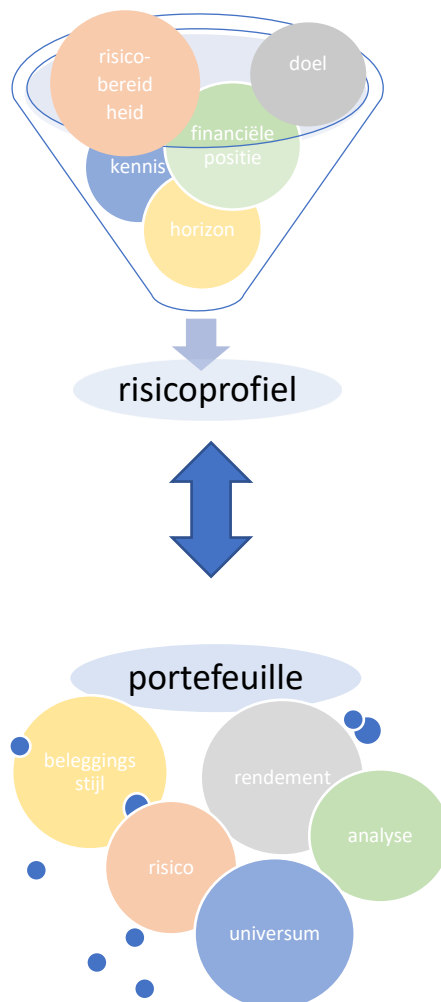 risico-
bereid
heid
doel
financiële
positie
kennis
horizon
risicoprofiel
portefeuille
beleggings
stijl
rendement
analyse
risico
universum